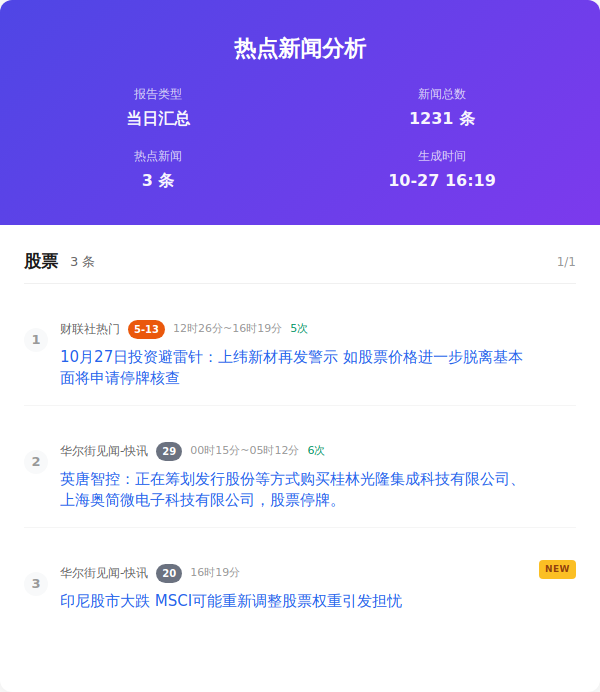 热点新闻分析
报告类型
当日汇总
新闻总数
1231 条
热点新闻
3 条
生成时间
10-27 16:19
股票 3 条 1/1
1
财联社热门 5-13 12时26分~16时19分 5次
10月27日投资避雷针：上纬新材再发警示 如股票价格进一步脱离基本
面将申请停牌核查
2
华尔街见闻-快讯 29 00时15分~05时12分 6次
英唐智控：正在筹划发行股份等方式购买桂林光隆集成科技有限公司、
上海奥简微电子科技有限公司，股票停牌。
3
华尔街见闻-快讯 20 16时19分 NEW
印尼股市大跌 MSCI可能重新调整股票权重引发担忧